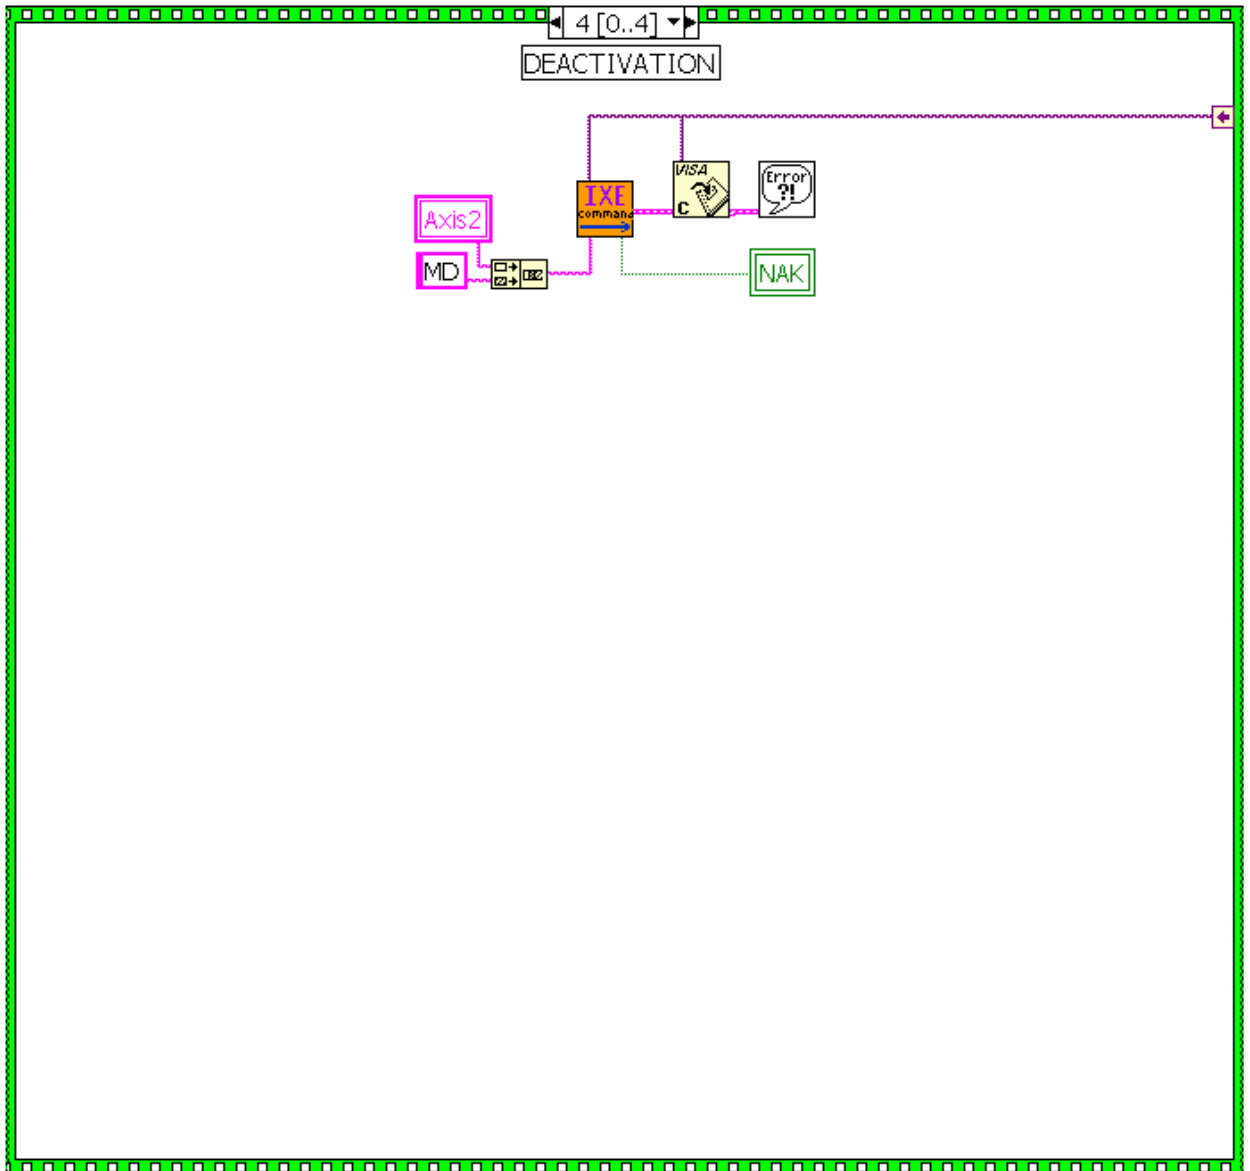 4 [0..4]
DEACTIVATION
VISA
C
Error
?!
IXE
command
Axis2
MD
NAK